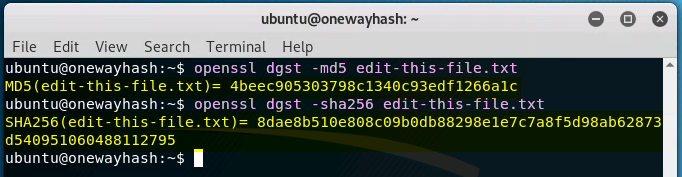 ubuntu@onewayhash: ~
File Edit View Search Terminal Help
ubuntu@onewayhash:~$ openssl dgst -md5 edit-this-file.txt
MD5(edit-this-file.txt)= 4beec905303798c1340c93edf1266a1c
ubuntu@onewayhash:~$ openssl dgst -sha256 edit-this-file.txt
SHA256(edit-this-file.txt)= 8dae8b510e808c09b0db88298e1e7c7a8f5d98ab62873
d540951060488112795
ubuntu@onewayhash:~$